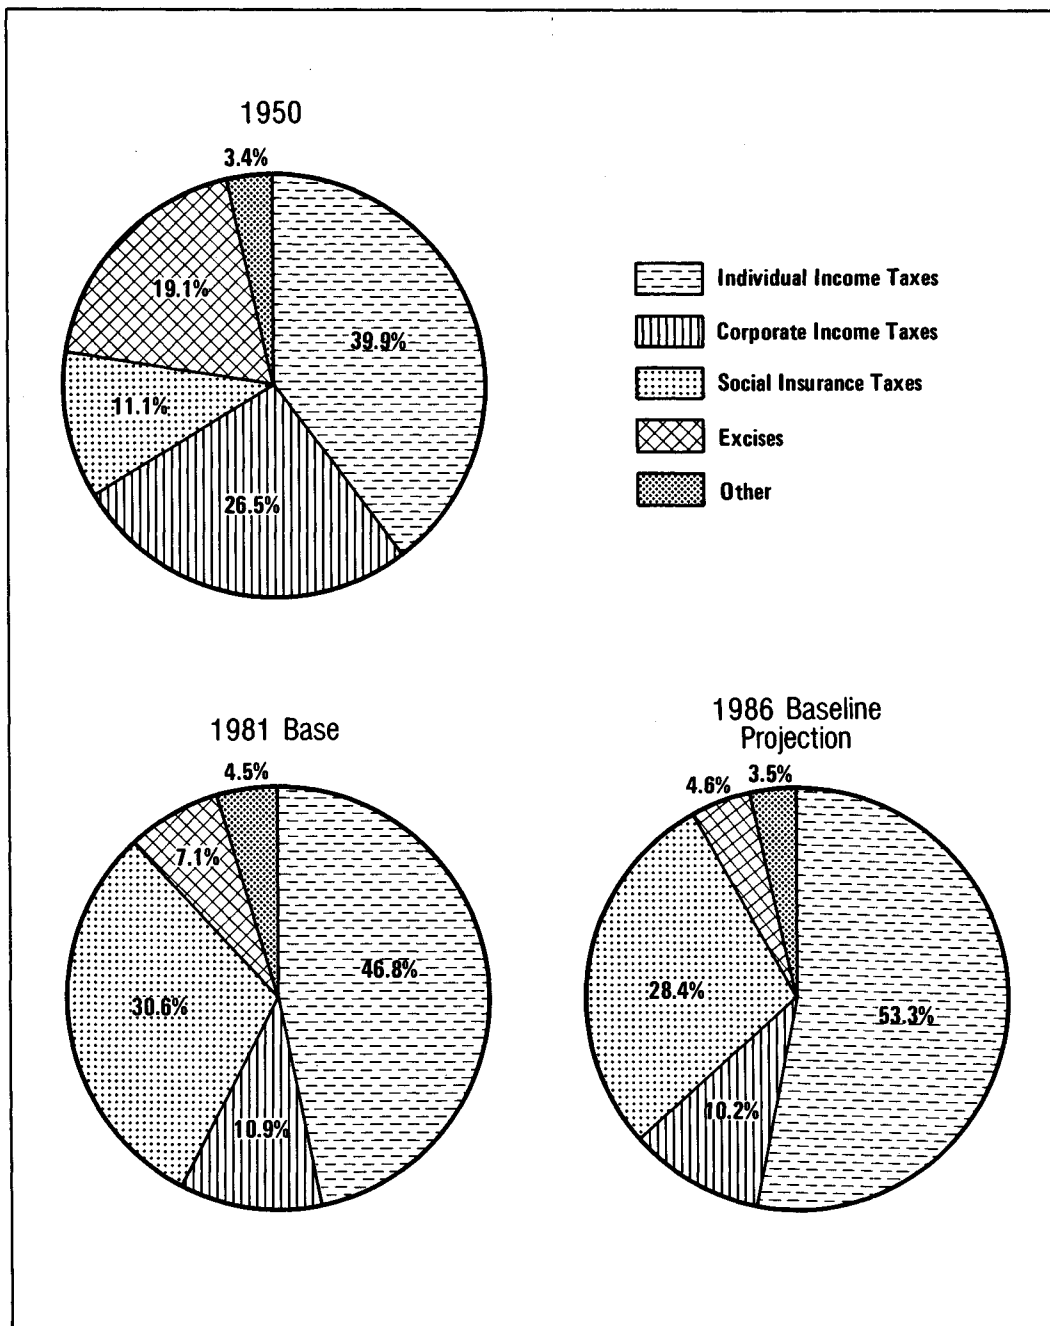 1950
3.4%
19.1%
39.9%
11.1%
26.5%
Individual Income Taxes
Corporate Income Taxes
Social Insurance Taxes
Excises
Other
1981 Base
4.5%
7.1%
46.8%
30.6%
10.9%
1986 Baseline
Projection
4.6%
3.5%
28.4%
53.3%
10.2%